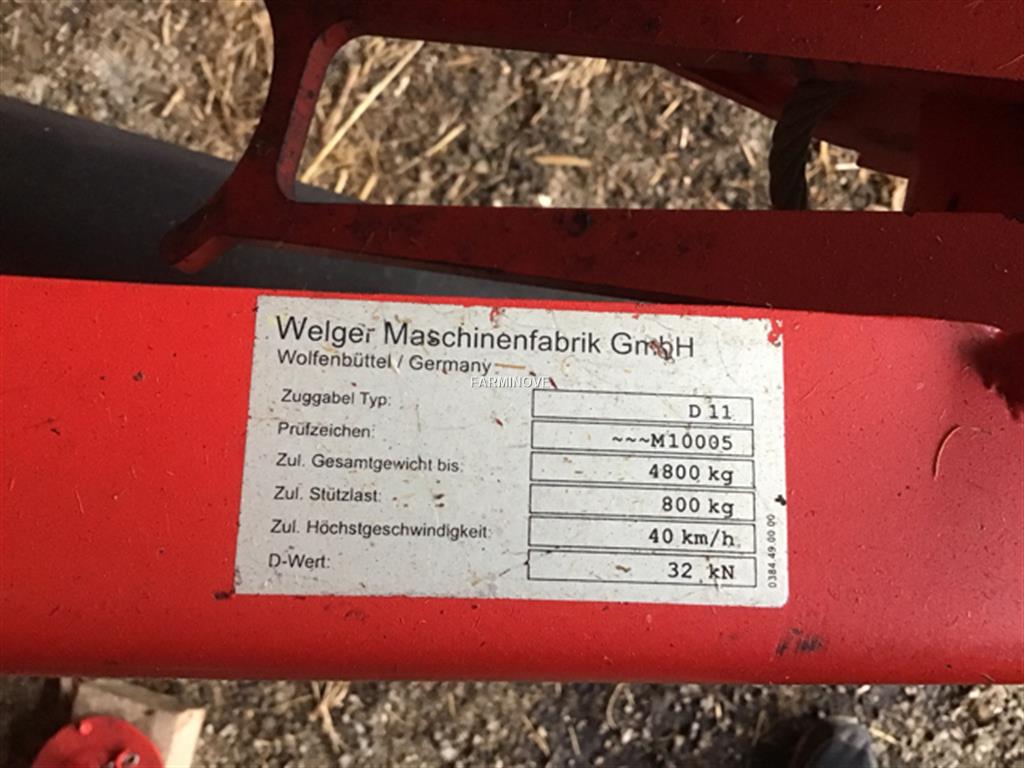 Welger Maschinenfabrik GmbH
Wolfenbüttel / Germany
FARMINOVE
Zuggabel Typ: D 11
Prüfzeichen: ~~~M10005
Zul. Gesamtgewicht bis: 4800 kg
Zul. Stützlast: 800 kg
Zul. Höchstgeschwindigkeit: 40 km/h
D-Wert: 32 kN
0384.49.00 00